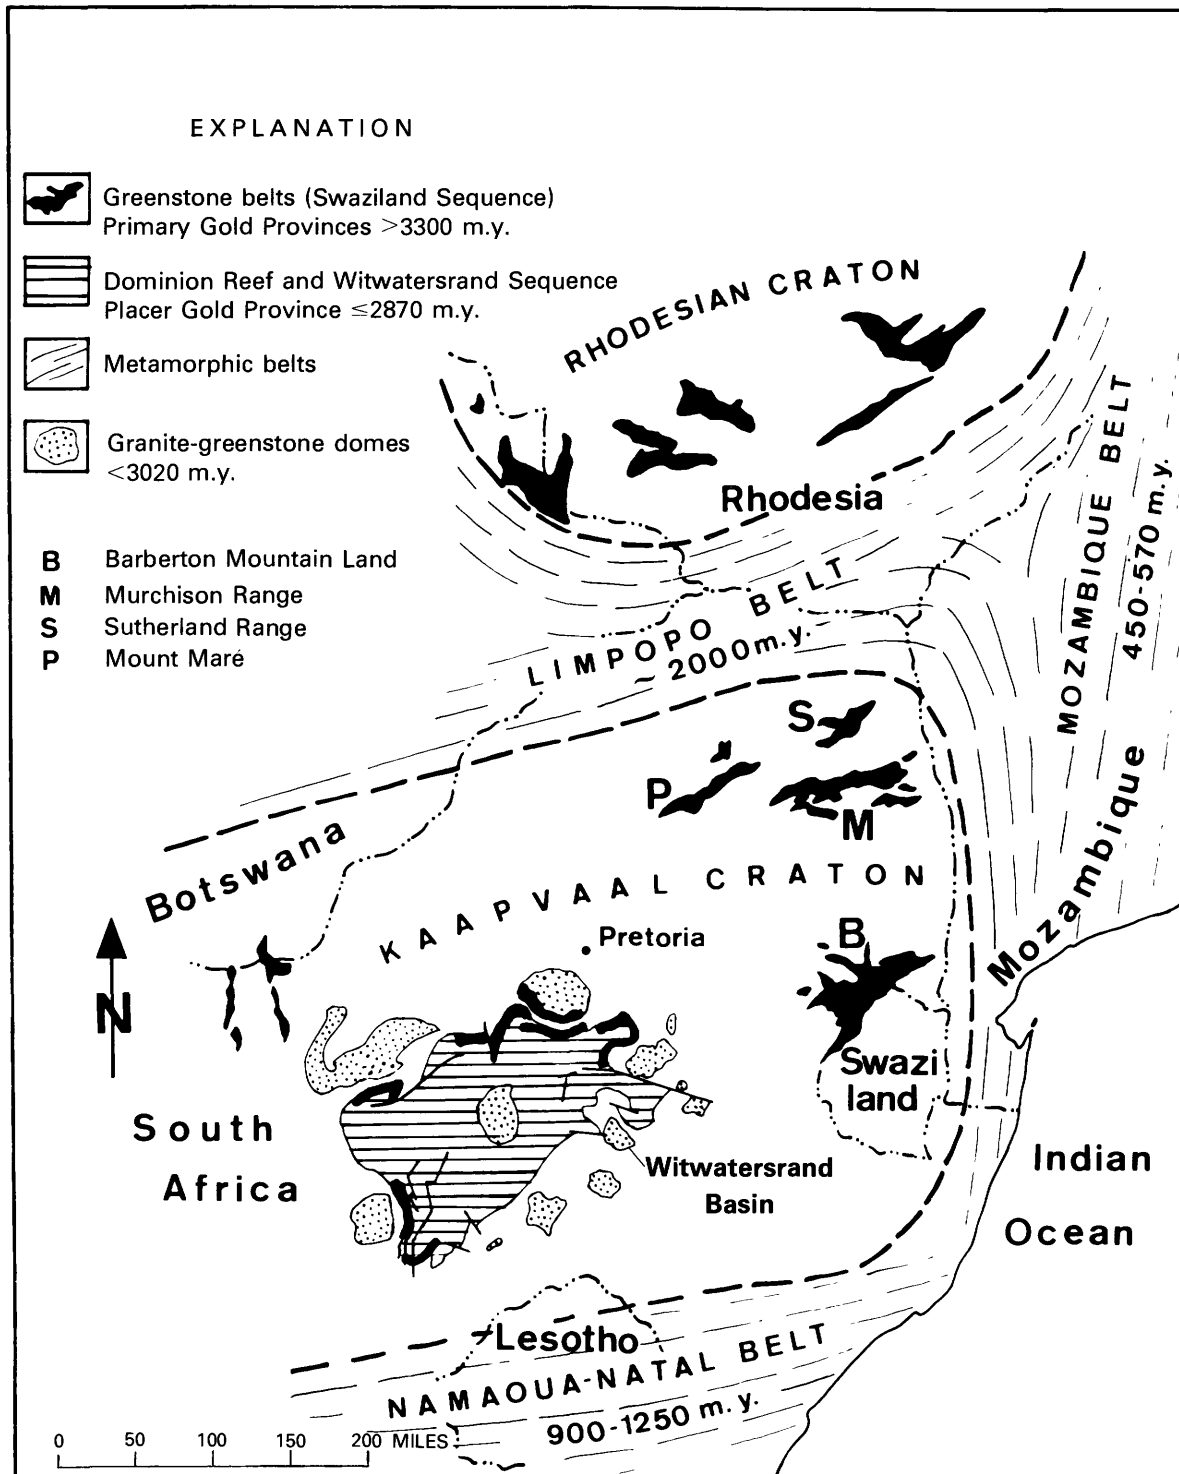 EXPLANATION
Greenstone belts (Swaziland Sequence)
Primary Gold Provinces >3300 m.y.
Dominion Reef and Witwatersrand Sequence
Placer Gold Province ≤2870 m.y.
Metamorphic belts
Granite-greenstone domes
<3020 m.y.
B Barberton Mountain Land
M Murchison Range
S Sutherland Range
P Mount Maré
RHODESIAN CRATON
Rhodesia
MOZAMBIQUE BELT
450-570 m.y.
LIMPOPO BELT
~2000 m.y.
S
P
M
Mozambique
Botswana
KAAPVAAL CRATON
Pretoria
B
N
Swazi
land
South
Africa
Witwatersrand
Basin
Indian
Ocean
Lesotho
NAMAQUA-NATAL BELT
900-1250 m.y.
0 50 100 150 200 MILES